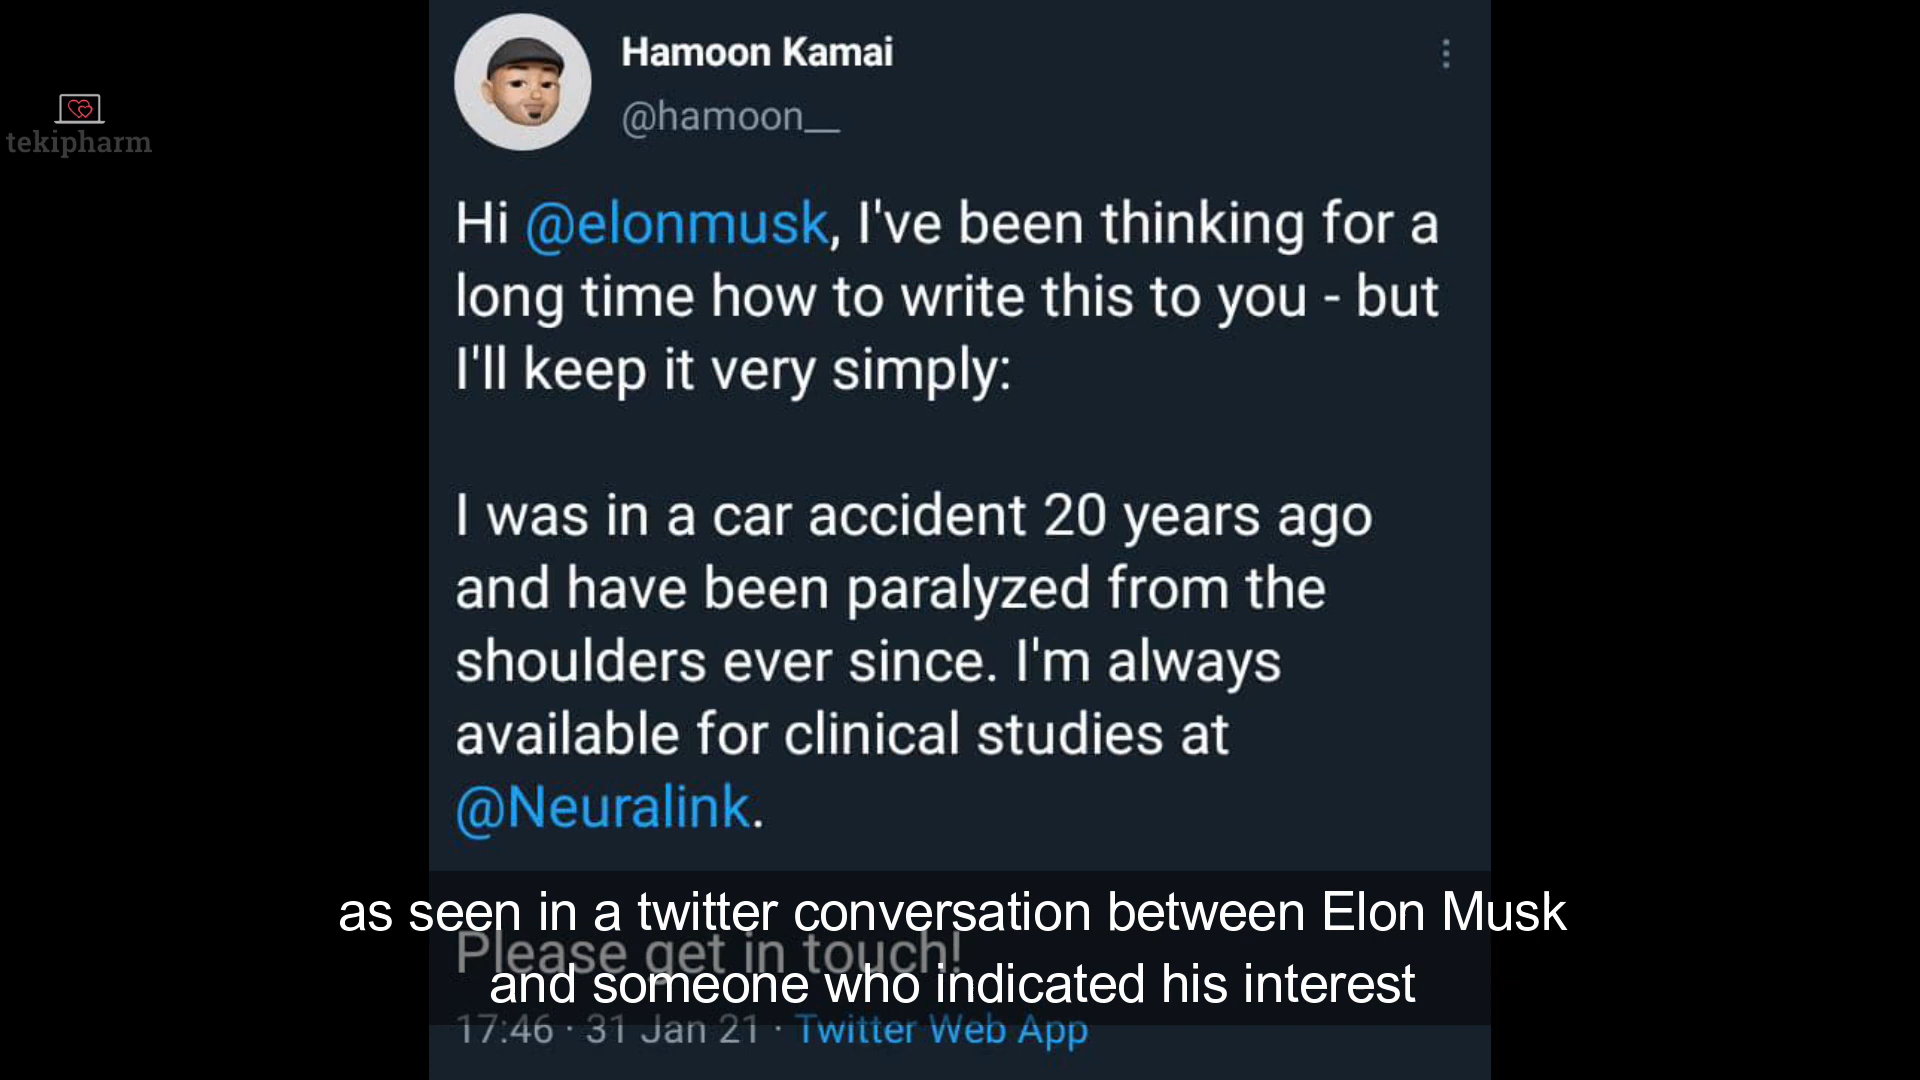 tekipharm
Hamoon Kamai
@hamoon__
Hi @elonmusk, I've been thinking for a
long time how to write this to you - but
I'll keep it very simply:
I was in a car accident 20 years ago
and have been paralyzed from the
shoulders ever since. I'm always
available for clinical studies at
@Neuralink.
Please get in touch!
17:46 · 31 Jan 21 · Twitter Web App
as seen in a twitter conversation between Elon Musk
and someone who indicated his interest